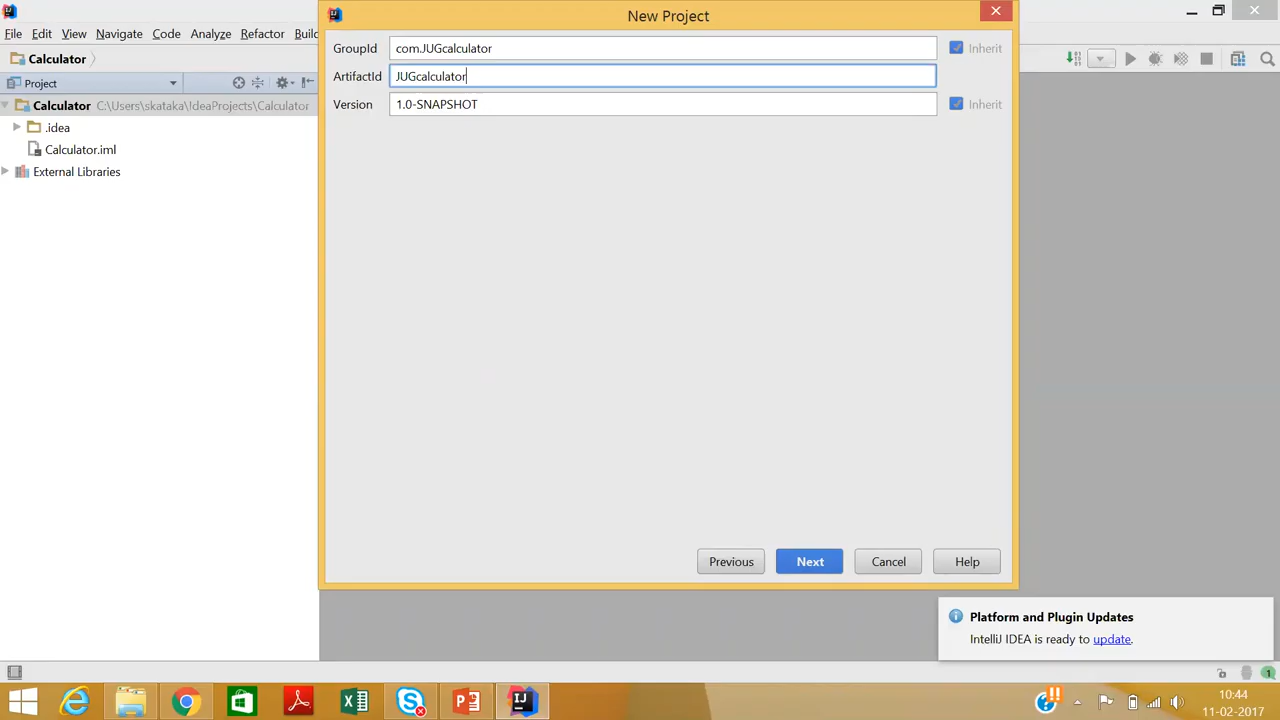 New Project
File Edit View Navigate Code Analyze Refactor Buil
Calculator
GroupId com.JUGcalculator Inherit
ArtifactId JUGcalculator
Project
Version 1.0-SNAPSHOT Inherit
Calculator C:\Users\skataka\IdeaProjects\Calculator
.idea
Calculator.iml
External Libraries
Previous Next Cancel Help
Platform and Plugin Updates
IntelliJ IDEA is ready to update.
1
10:44
11-02-2017